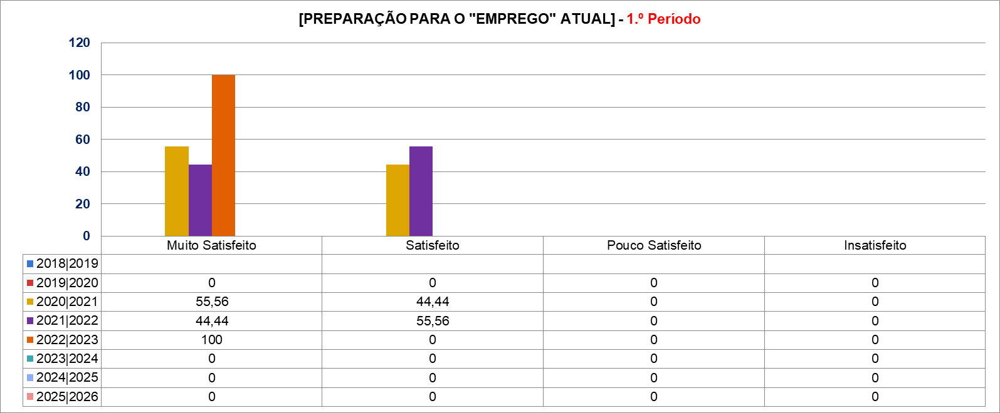 [PREPARAÇÃO PARA O "EMPREGO" ATUAL] - 1.º Período
120
100
80
60
40
20
0
Muito Satisfeito Satisfeito Pouco Satisfeito Insatisfeito
2018|2019
2019|2020 0 0 0 0
2020|2021 55,56 44,44 0 0
2021|2022 44,44 55,56 0 0
2022|2023 100 0 0 0
2023|2024 0 0 0 0
2024|2025 0 0 0 0
2025|2026 0 0 0 0